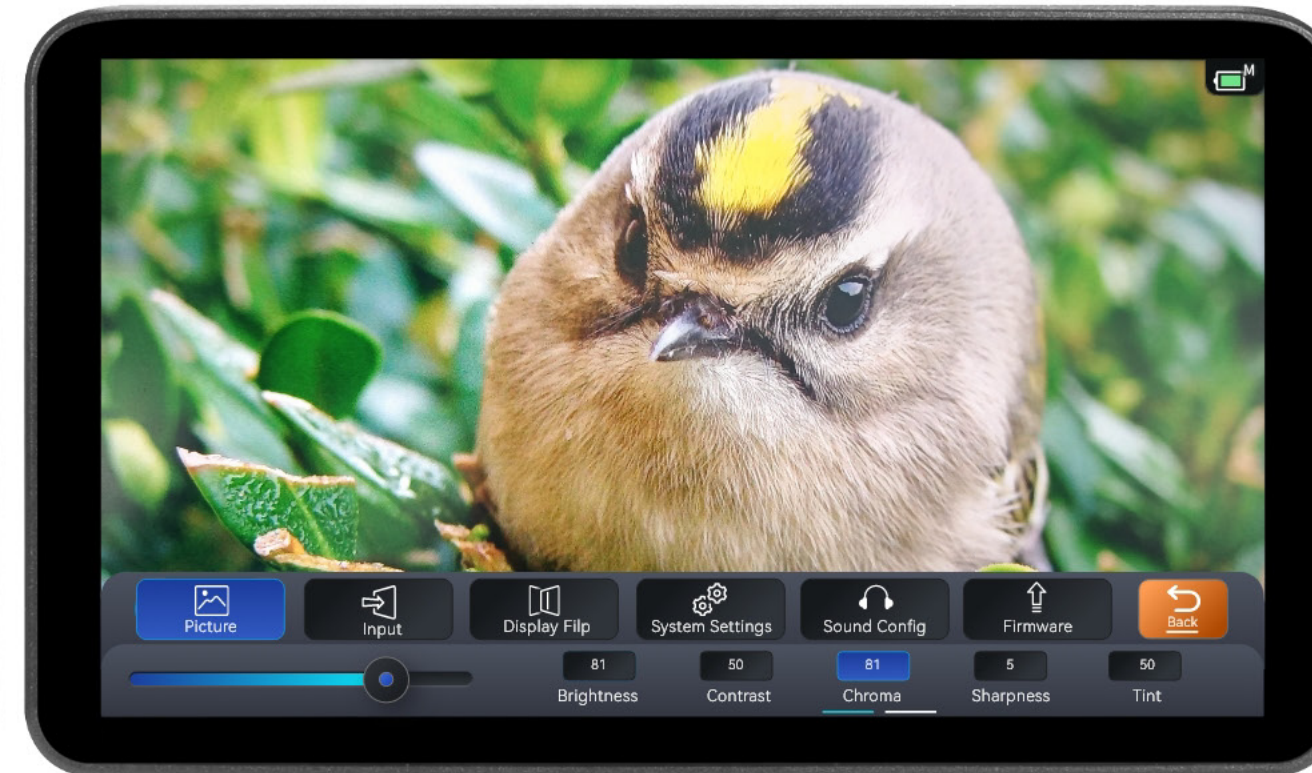 M
Picture
Input
Display Filp
System Settings
Sound Config
Firmware
Back
81
50
81
5
50
Brightness
Contrast
Chroma
Sharpness
Tint